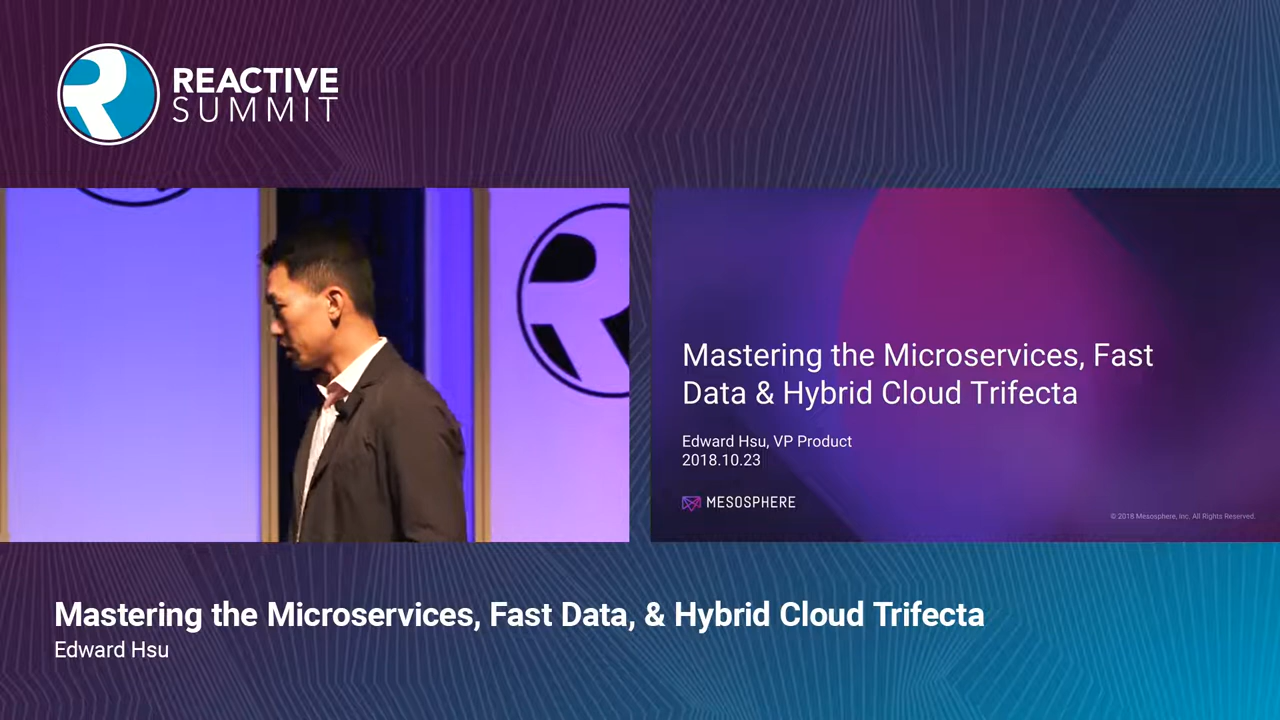 REACTIVE
SUMMIT
Mastering the Microservices, Fast
Data & Hybrid Cloud Trifecta
Edward Hsu, VP Product
2018.10.23
MESOSPHERE
© 2018 Mesosphere, Inc. All Rights Reserved.
Mastering the Microservices, Fast Data, & Hybrid Cloud Trifecta
Edward Hsu